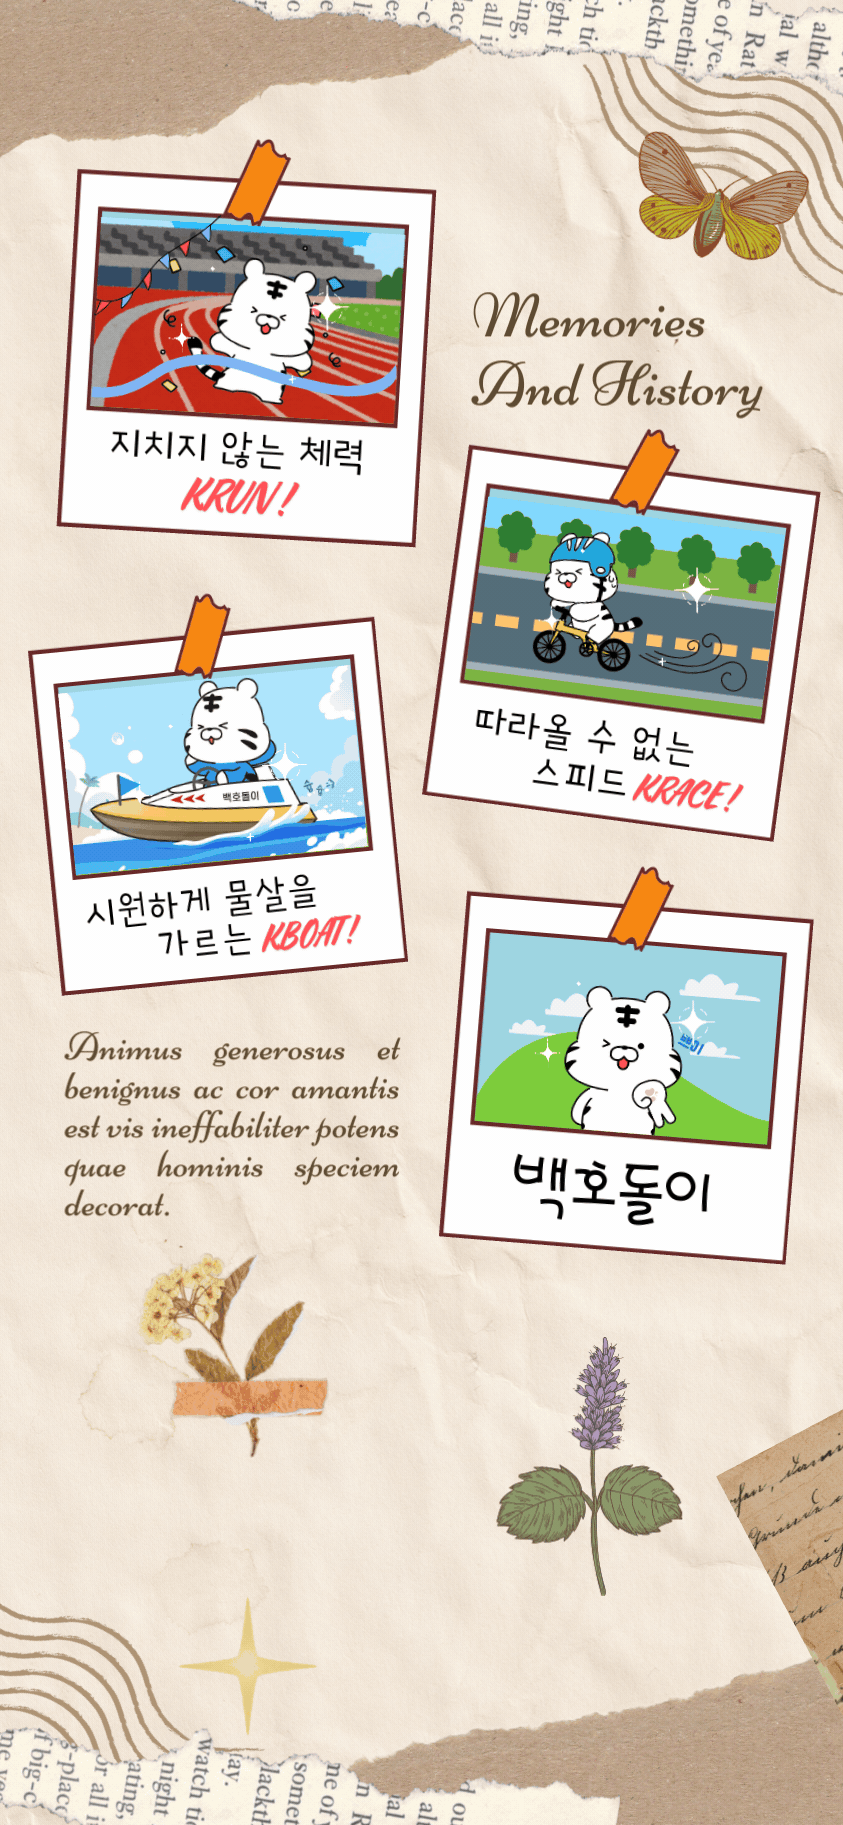 Memories
And History
지치지 않는 체력
KRUN!
따라올 수 없는
스피드 KRACE!
백호돌이
시원하게 물살을
가르는 KBOAT!
쁘이
백호돌이
Animus generosus et
benignus ac cor amantis
est vis ineffabiliter potens
quae hominis speciem
decorat.